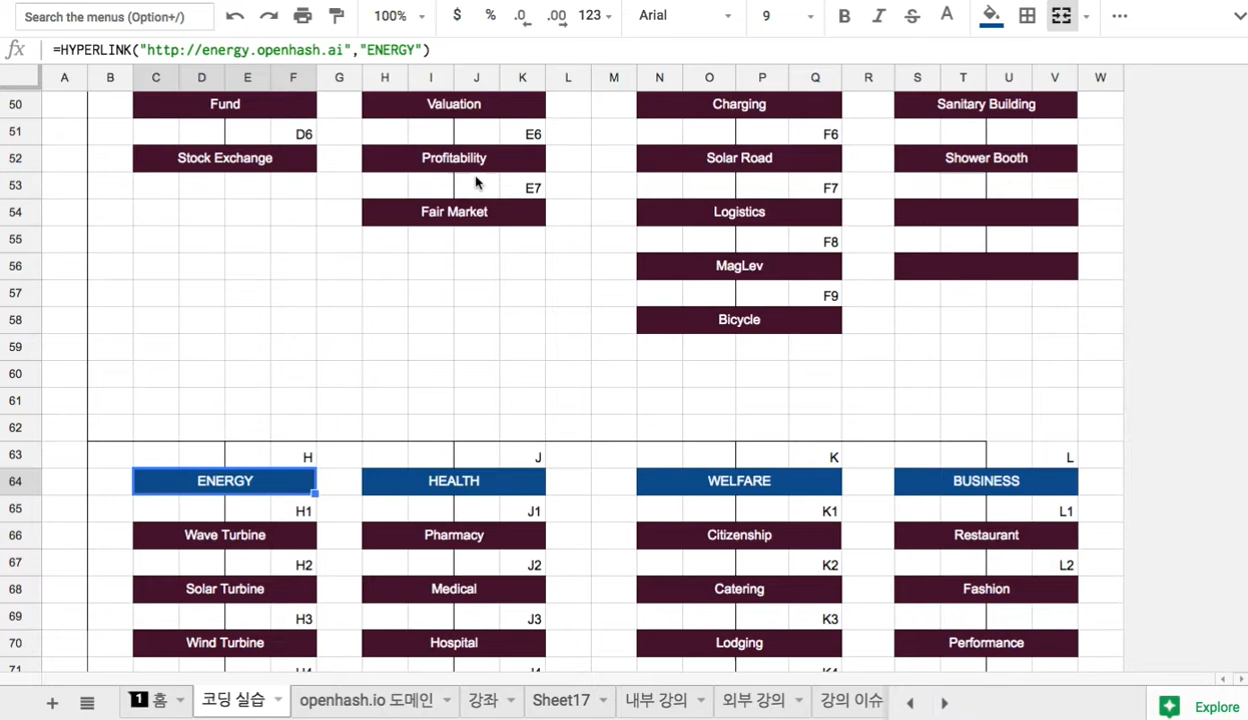 Search the menus (Option+/)
100%
$ % .0 .00 123
Arial
9
B I S A
fx =HYPERLINK("http://energy.openhash.ai","ENERGY")
A B C D E F G H I J K L M N O P Q R S T U V W
50 Fund Valuation Charging Sanitary Building
51 D6 E6 F6
52 Stock Exchange Profitability Solar Road Shower Booth
53 E7 F7
54 Fair Market Logistics
55 F8
56 MagLev
57 F9
58 Bicycle
59
60
61
62
63 H J K L
64 ENERGY HEALTH WELFARE BUSINESS
65 H1 J1 K1 L1
66 Wave Turbine Pharmacy Citizenship Restaurant
67 H2 J2 K2 L2
68 Solar Turbine Medical Catering Fashion
69 H3 J3 K3
70 Wind Turbine Hospital Lodging Performance
71 H4 J4 K4
1 홈 코딩 실습 openhash.io 도메인 강좌 Sheet17 내부 강의 외부 강의 강의 이슈
Explore